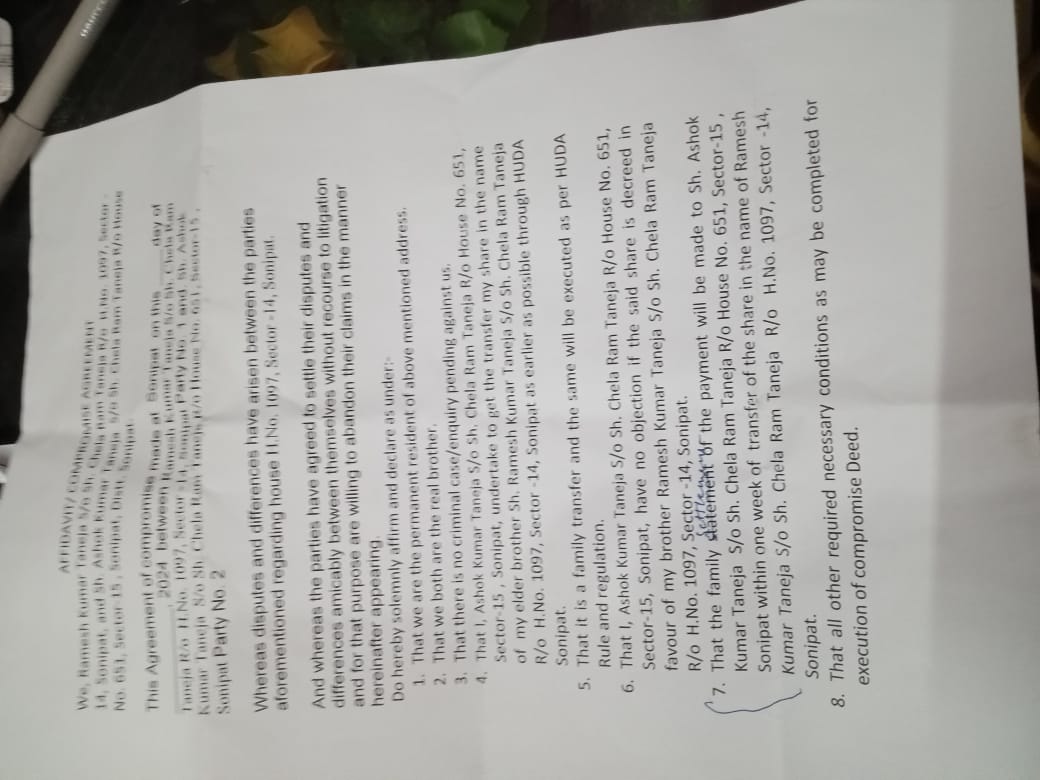 AFFIDAVIT/ COMPROMISE AGREEMENT
We, Ramesh Kumar Taneja S/o Sh. Chela Ram Taneja R/o H.No. 1097, Sector -
14, Sonipat, and Sh. Ashok Kumar Taneja S/o Sh. Chela Ram Taneja R/o House
No. 651, Sector-15 , Sonipat, Distt. Sonipat.
This Agreement of compromise made at Sonipat on this _____ day of
__________, 2024 between Ramesh Kumar Taneja S/o Sh. Chela Ram
Taneja R/o H.No. 1097, Sector -14, Sonipat Party No. 1 and Sh. Ashok
Kumar Taneja S/o Sh. Chela Ram Taneja R/o House No. 651, Sector-15 ,
Sonipat Party No. 2
Whereas disputes and differences have arisen between the parties
aforementioned regarding house H.No. 1097, Sector -14, Sonipat.
And whereas the parties have agreed to settle their disputes and
differences amicably between themselves without recourse to litigation
and for that purpose are willing to abandon their claims in the manner
hereinafter appearing.
Do hereby solemnly affirm and declare as under:-
1. That we are the permanent resident of above mentioned address.
2. That we both are the real brother.
3. That there is no criminal case/enquiry pending against us.
4. That I, Ashok Kumar Taneja S/o Sh. Chela Ram Taneja R/o House No. 651,
Sector-15 , Sonipat, undertake to get the transfer my share in the name
of my elder brother Sh. Ramesh Kumar Taneja S/o Sh. Chela Ram Taneja
R/o H.No. 1097, Sector -14, Sonipat as earlier as possible through HUDA
Sonipat.
5. That it is a family transfer and the same will be executed as per HUDA
Rule and regulation.
6. That I, Ashok Kumar Taneja S/o Sh. Chela Ram Taneja R/o House No. 651,
Sector-15, Sonipat, have no objection if the said share is decreed in
favour of my brother Ramesh Kumar Taneja S/o Sh. Chela Ram Taneja
R/o H.No. 1097, Sector -14, Sonipat.
settlement
7. That the family statement of the payment will be made to Sh. Ashok
Kumar Taneja S/o Sh. Chela Ram Taneja R/o House No. 651, Sector-15 ,
Sonipat within one week of transfer of the share in the name of Ramesh
Kumar Taneja S/o Sh. Chela Ram Taneja R/o H.No. 1097, Sector -14,
Sonipat.
8. That all other required necessary conditions as may be completed for
execution of compromise Deed.